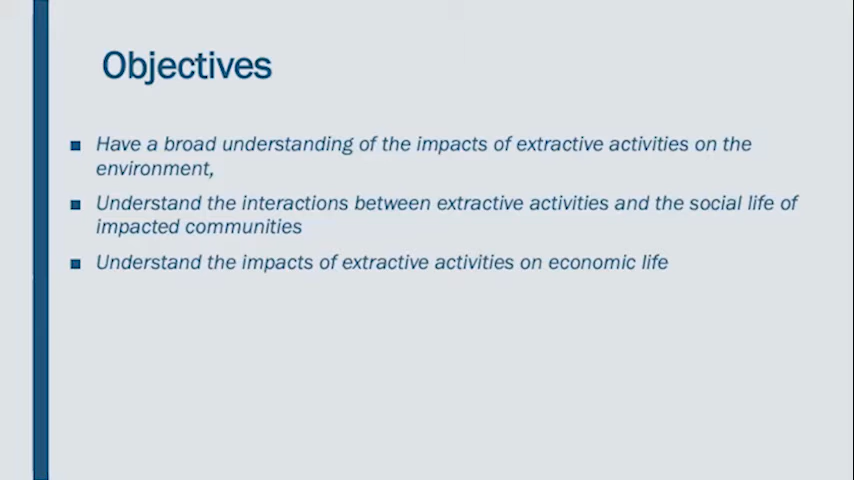 Objectives
Have a broad understanding of the impacts of extractive activities on the
environment,
Understand the interactions between extractive activities and the social life of
impacted communities
Understand the impacts of extractive activities on economic life